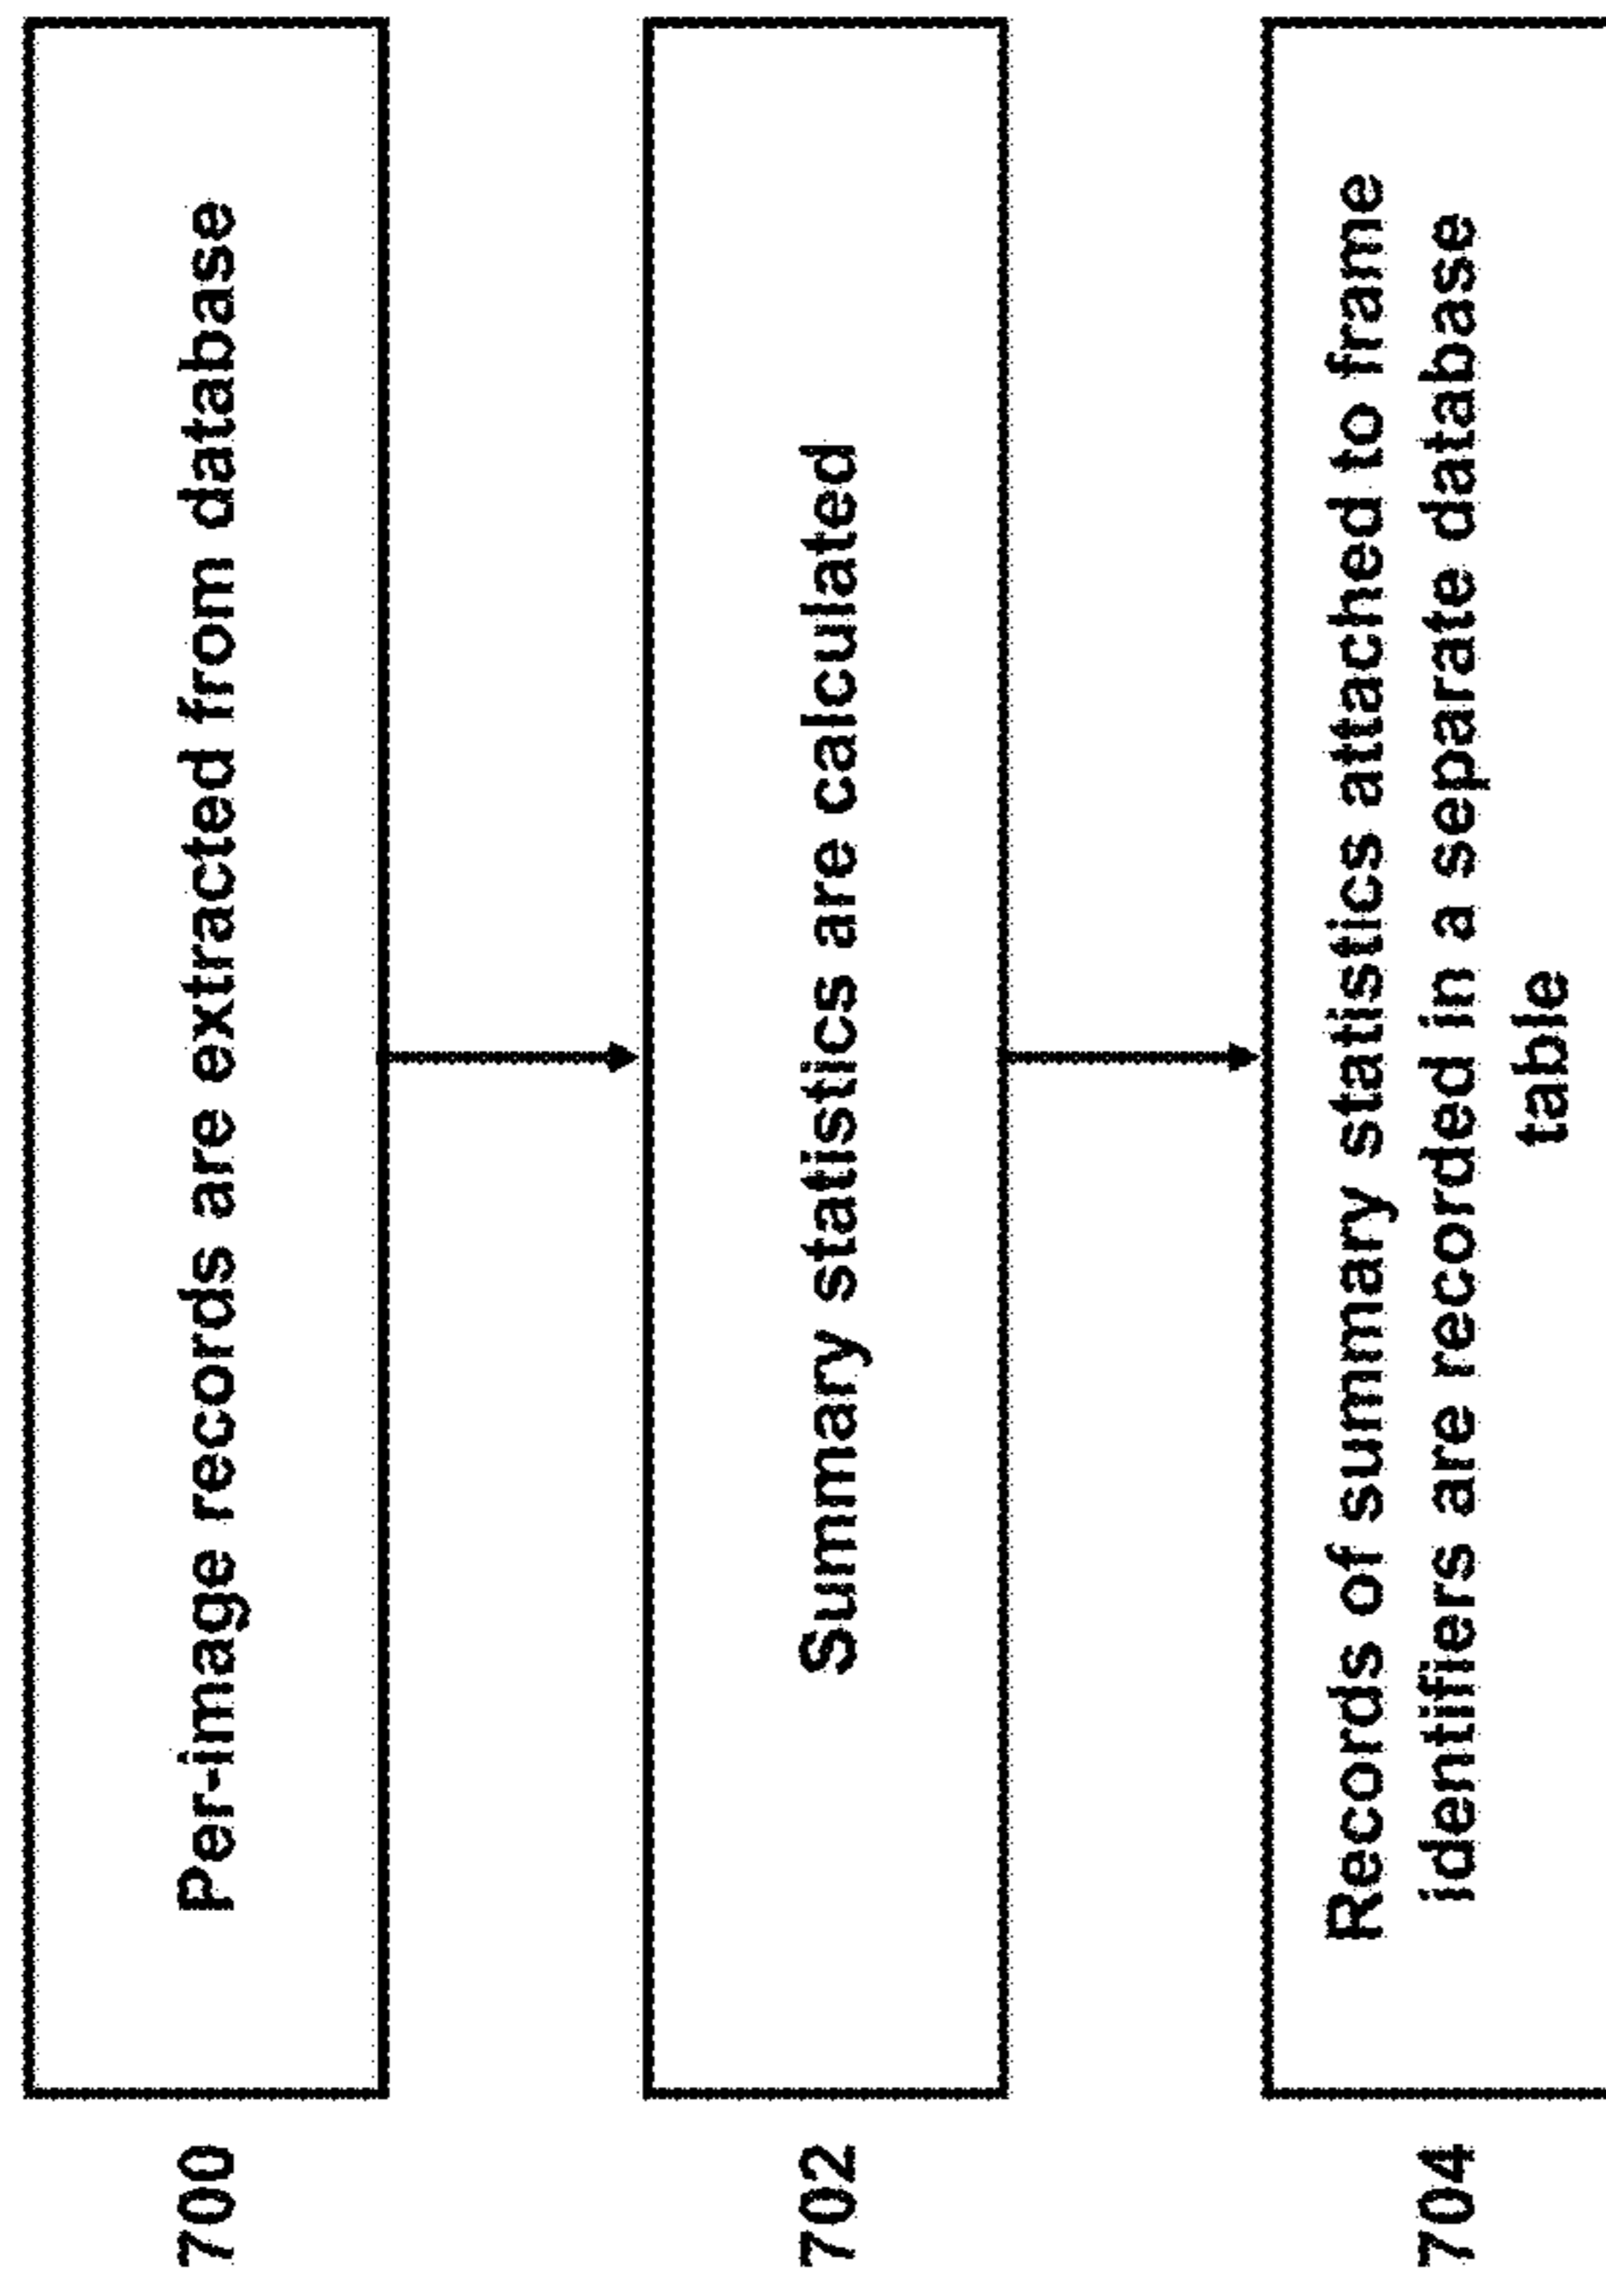 700
Per-image records are extracted from database
702
Summary statistics are calculated
704
Records of summary statistics attached to frame
identifiers are recorded in a separate database
table